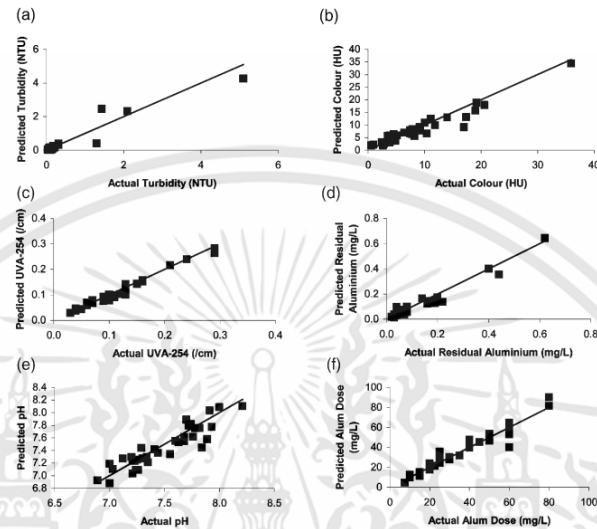 (a)
Predicted Turbidity (NTU)
6
4
2
0
0 2 4 6
Actual Turbidity (NTU)
(b)
Predicted Colour (HU)
40
35
30
25
20
15
10
5
0
0 10 20 30 40
Actual Colour (HU)
(c)
Predicted UVA-254 (/cm)
0.4
0.3
0.2
0.1
0.0
0.0 0.1 0.2 0.3 0.4
Actual UVA-254 (/cm)
(d)
Predicted Residual
Aluminium (mg/L)
0.8
0.6
0.4
0.2
0.0
0.0 0.2 0.4 0.6 0.8
Actual Residual Aluminium (mg/L)
(e)
Predicted pH
8.4
8.2
8.0
7.8
7.6
7.4
7.2
7.0
6.8
6.5 7.0 7.5 8.0 8.5
Actual pH
(f)
Predicted Alum Dose
(mg/L)
100
80
60
40
20
0
0 20 40 60 80 100
Actual Alum Dose (mg/L)